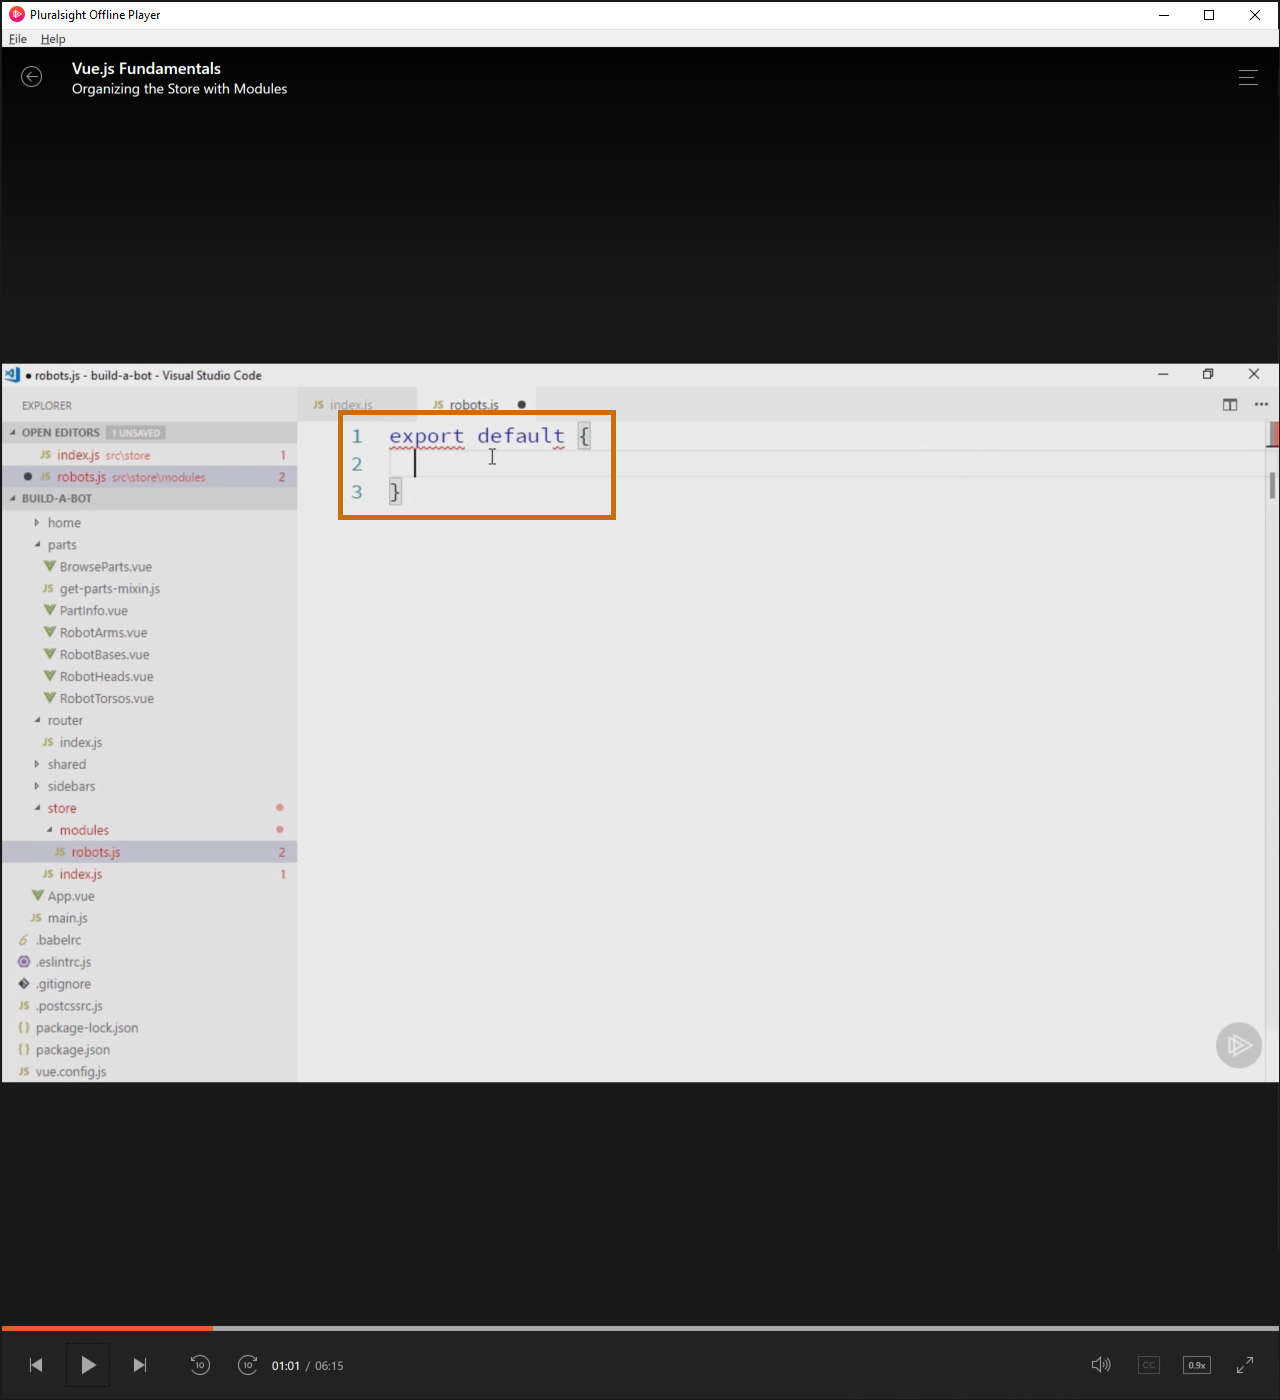 Pluralsight Offline Player
File Help
Vue.js Fundamentals
Organizing the Store with Modules
● robots.js - build-a-bot - Visual Studio Code
EXPLORER
OPEN EDITORS 1 UNSAVED
JS index.js src\store 1
● JS robots.js src\store\modules 2
BUILD-A-BOT
home
parts
BrowseParts.vue
JS get-parts-mixin.js
PartInfo.vue
RobotArms.vue
RobotBases.vue
RobotHeads.vue
RobotTorsos.vue
router
JS index.js
shared
sidebars
store
modules
JS robots.js 2
JS index.js 1
App.vue
JS main.js
.babelrc
.eslintrc.js
.gitignore
JS .postcssrc.js
{} package-lock.json
{} package.json
JS vue.config.js
JS index.js
JS robots.js ●
1 export default {
2
3 }
10
10
01:01 / 06:15
CC
0.9x